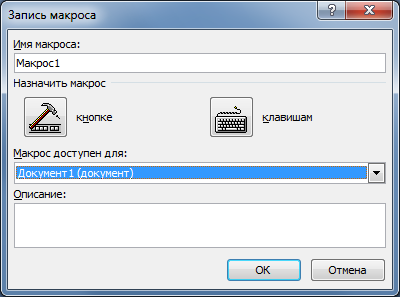 Запись макроса
Имя макроса:
Макрос1
Назначить макрос
кнопке
клавишам
Макрос доступен для:
Документ1 (документ)
Описание:
ОК
Отмена